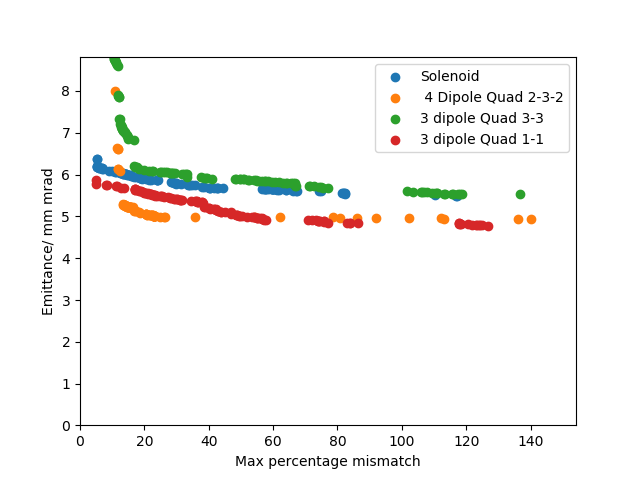 Solenoid
4 Dipole Quad 2-3-2
3 dipole Quad 3-3
3 dipole Quad 1-1
8
7
6
5
4
3
2
1
0
Emittance/ mm mrad
0 20 40 60 80 100 120 140
Max percentage mismatch